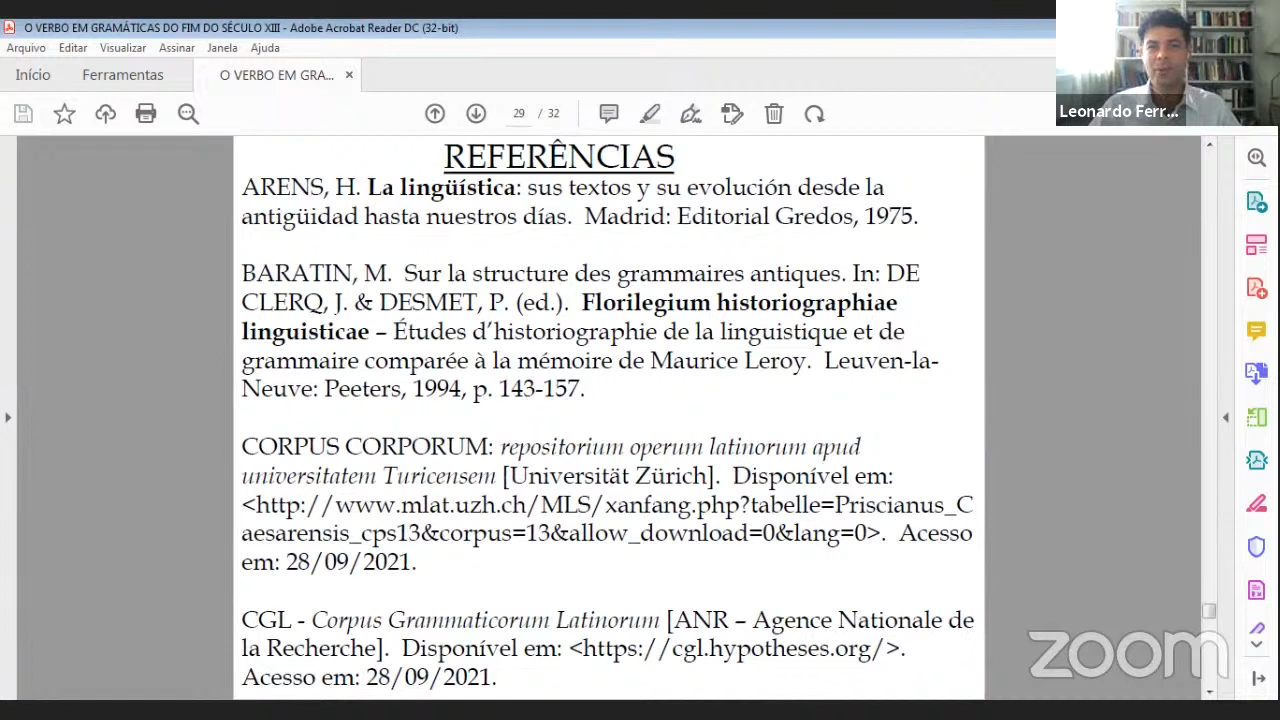 O VERBO EM GRAMÁTICAS DO FIM DO SÉCULO XIII - Adobe Acrobat Reader DC (32-bit)
Arquivo Editar Visualizar Assinar Janela Ajuda
Início Ferramentas O VERBO EM GRA... ×
29 / 32
Leonardo Ferr...
REFERÊNCIAS
ARENS, H. La lingüística: sus textos y su evolución desde la
antigüidad hasta nuestros días. Madrid: Editorial Gredos, 1975.
BARATIN, M. Sur la structure des grammaires antiques. In: DE
CLERQ, J. & DESMET, P. (ed.). Florilegium historiographiae
linguisticae – Études d’historiographie de la linguistique et de
grammaire comparée à la mémoire de Maurice Leroy. Leuven-la-
Neuve: Peeters, 1994, p. 143-157.
CORPUS CORPORUM: repositorium operum latinorum apud
universitatem Turicensem [Universität Zürich]. Disponível em:
<http://www.mlat.uzh.ch/MLS/xanfang.php?tabelle=Priscianus_C
aesarensis_cps13&corpus=13&allow_download=0&lang=0>. Acesso
em: 28/09/2021.
CGL - Corpus Grammaticorum Latinorum [ANR – Agence Nationale de
la Recherche]. Disponível em: <https://cgl.hypotheses.org/>.
Acesso em: 28/09/2021.
zoom